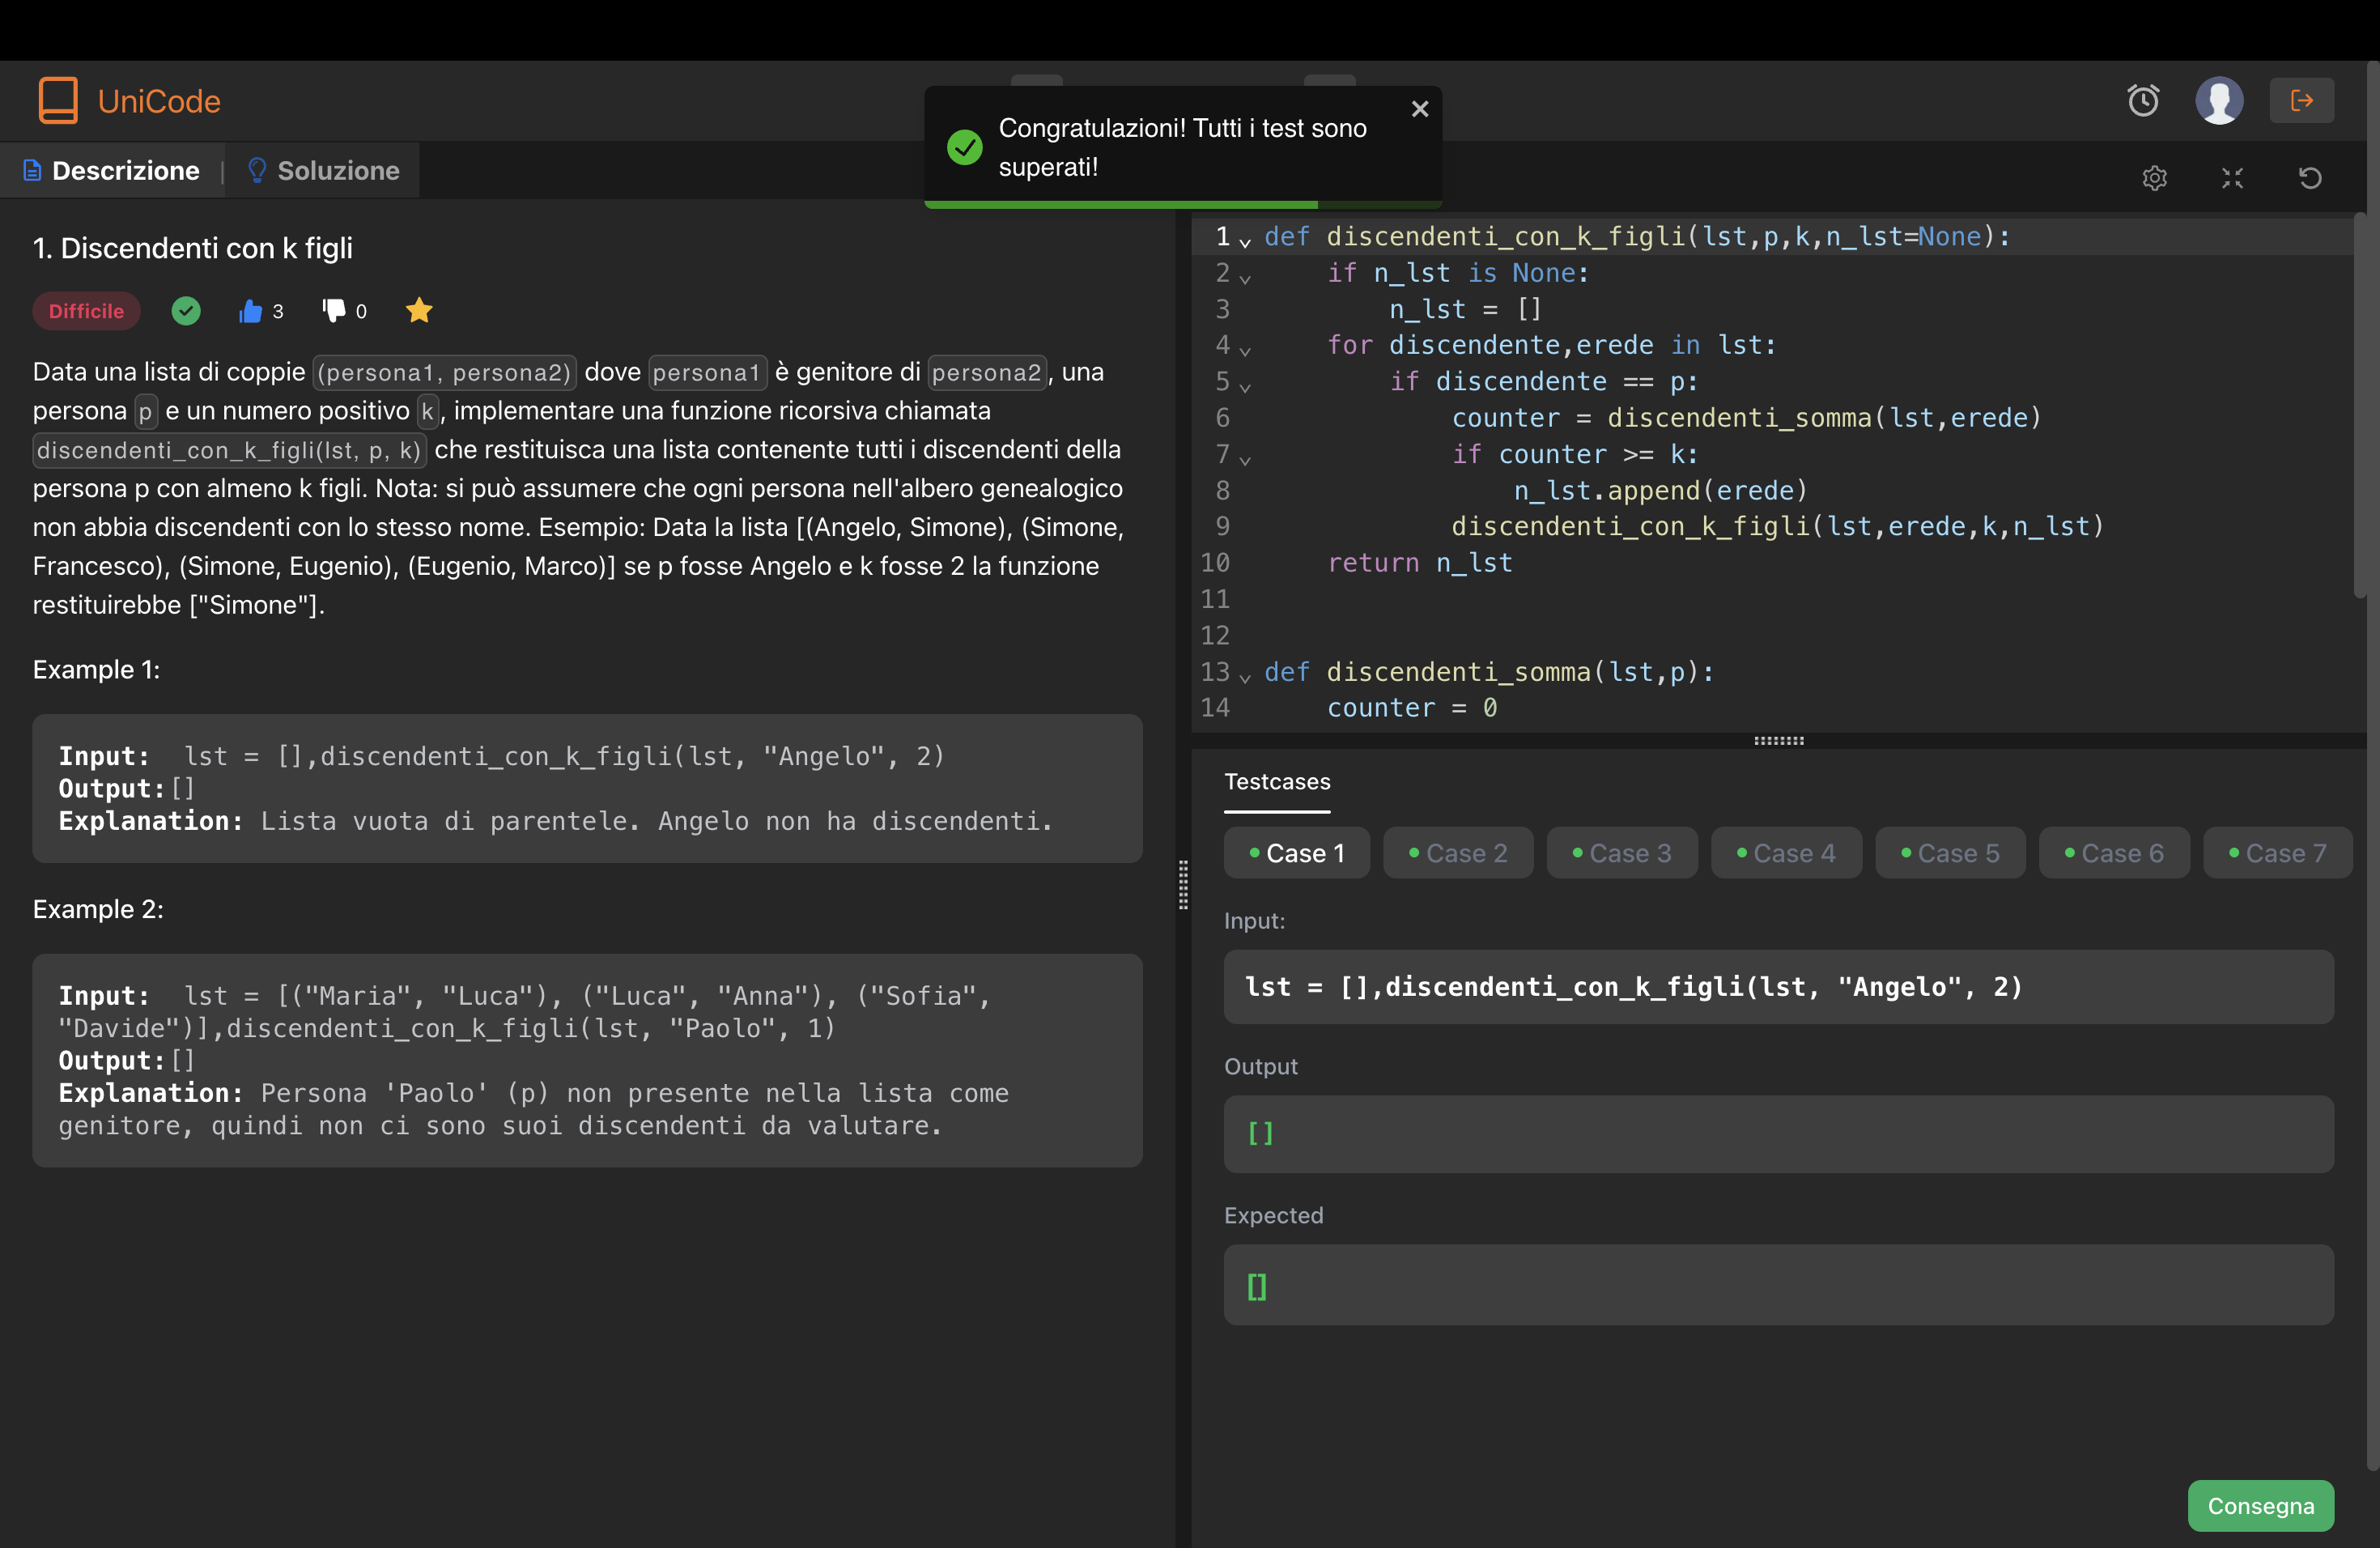 UniCode
Congratulazioni! Tutti i test sono
superati!
Descrizione | Soluzione
1. Discendenti con k figli
Difficile 3 0
Data una lista di coppie (persona1, persona2) dove persona1 è genitore di persona2, una
persona p e un numero positivo k, implementare una funzione ricorsiva chiamata
discendenti_con_k_figli(lst, p, k) che restituisca una lista contenente tutti i discendenti della
persona p con almeno k figli. Nota: si può assumere che ogni persona nell'albero genealogico
non abbia discendenti con lo stesso nome. Esempio: Data la lista [(Angelo, Simone), (Simone,
Francesco), (Simone, Eugenio), (Eugenio, Marco)] se p fosse Angelo e k fosse 2 la funzione
restituirebbe ["Simone"].
Example 1:
Input: lst = [],discendenti_con_k_figli(lst, "Angelo", 2)
Output:[]
Explanation: Lista vuota di parentele. Angelo non ha discendenti.
Example 2:
Input: lst = [("Maria", "Luca"), ("Luca", "Anna"), ("Sofia",
"Davide")],discendenti_con_k_figli(lst, "Paolo", 1)
Output:[]
Explanation: Persona 'Paolo' (p) non presente nella lista come
genitore, quindi non ci sono suoi discendenti da valutare.
1 def discendenti_con_k_figli(lst,p,k,n_lst=None):
2 if n_lst is None:
3 n_lst = []
4 for discendente,erede in lst:
5 if discendente == p:
6 counter = discendenti_somma(lst,erede)
7 if counter >= k:
8 n_lst.append(erede)
9 discendenti_con_k_figli(lst,erede,k,n_lst)
10 return n_lst
11
12
13 def discendenti_somma(lst,p):
14 counter = 0
Testcases
Case 1 Case 2 Case 3 Case 4 Case 5 Case 6 Case 7
Input:
lst = [],discendenti_con_k_figli(lst, "Angelo", 2)
Output
[]
Expected
[]
Consegna